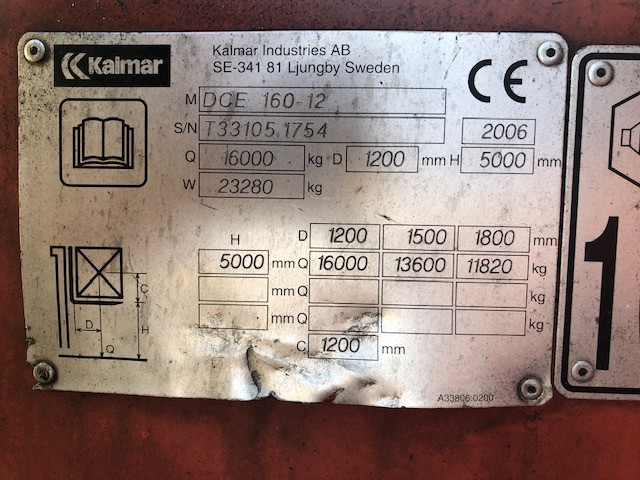 Kalmar
Kalmar Industries AB
SE-341 81 Ljungby Sweden
CE
M DCE 160-12
S/N T33105.1754 2006
Q 16000 kg D 1200 mm H 5000 mm
W 23280 kg
H D 1200 1500 1800 mm
5000 mm Q 16000 13600 11820 kg
mm Q kg
mm Q kg
C 1200 mm
C
D
H
Q
A33806.0200
1